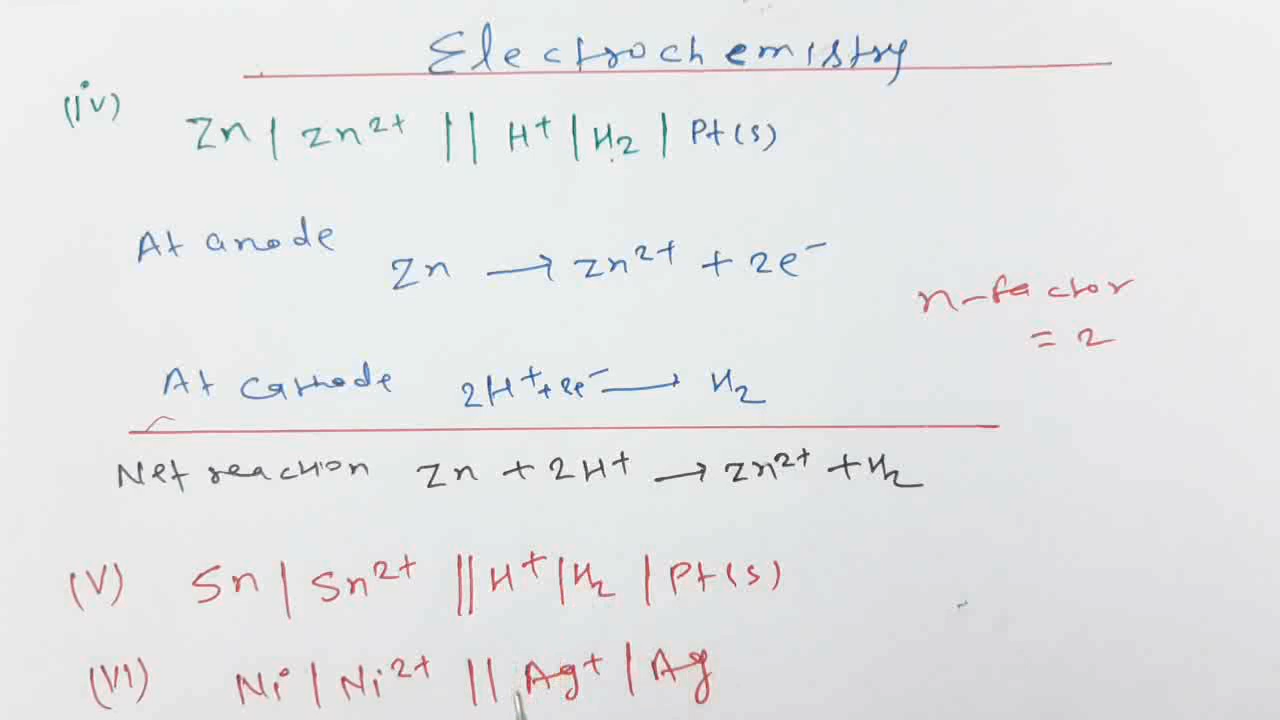 Electrochemistry
(iv) Zn | Zn²⁺ || H⁺ | H₂ | Pt(s)
At anode Zn → Zn²⁺ + 2e⁻
n-factor
= 2
At Cathode 2H⁺+2e⁻ → H₂
Net reaction Zn + 2H⁺ → Zn²⁺ + H₂
(V) Sn | Sn²⁺ || H⁺ | H₂ | Pt(s)
(VI) Ni | Ni²⁺ || Ag⁺ | Ag